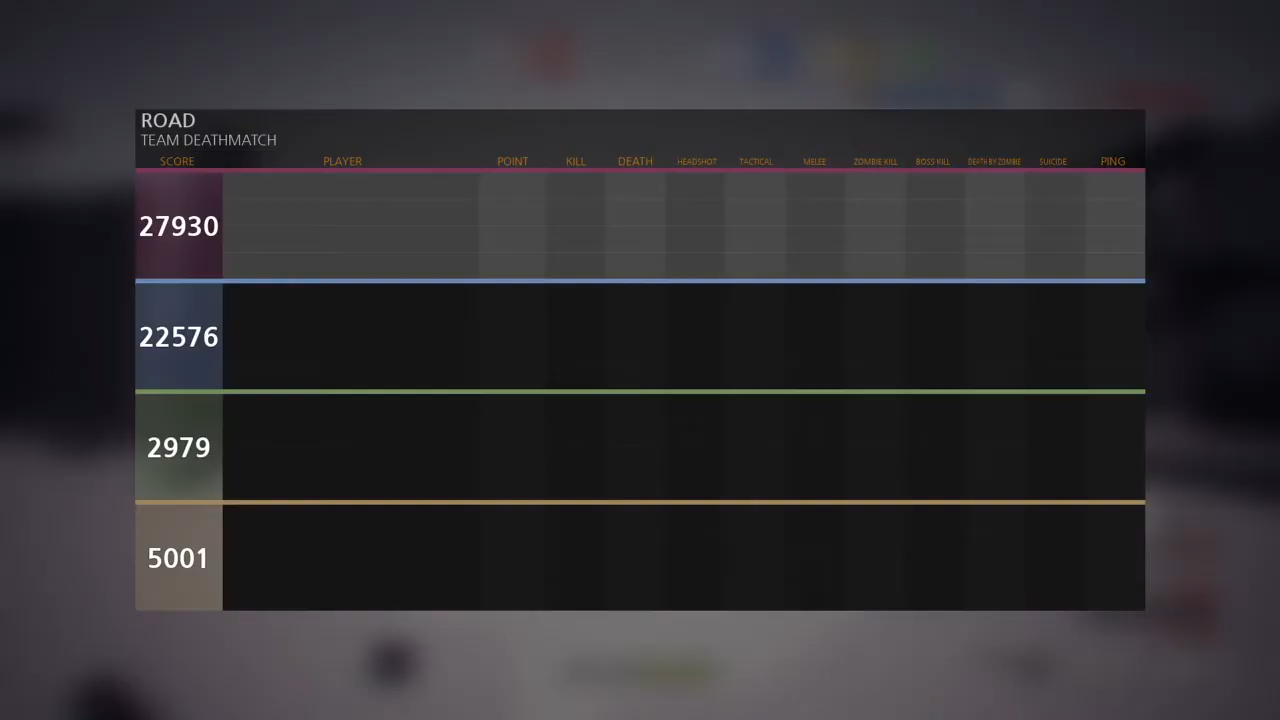 ROAD
TEAM DEATHMATCH
SCORE PLAYER POINT KILL DEATH HEADSHOT TACTICAL MELEE ZOMBIE KILL BOSS KILL DEATH BY ZOMBIE SUICIDE PING
27930
22576
2979
5001